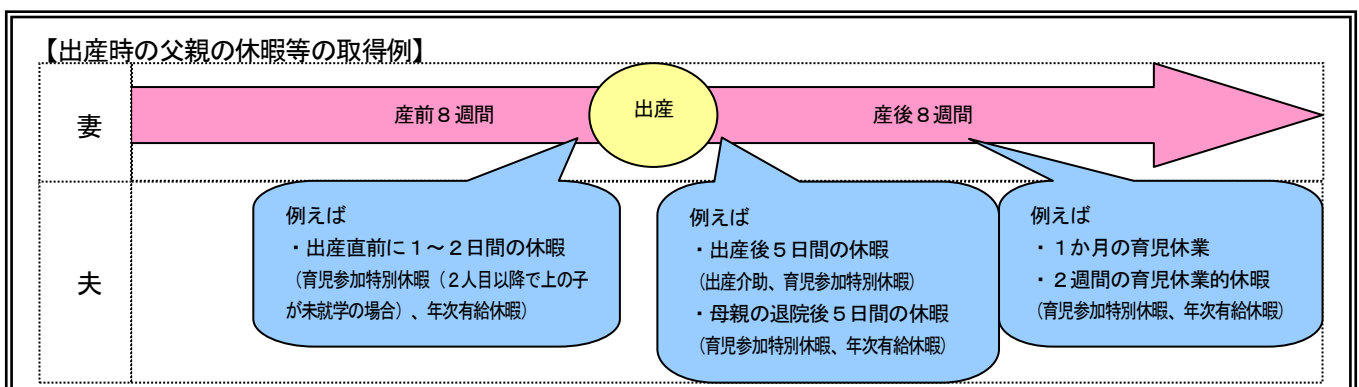 【出産時の父親の休暇等の取得例】
妻
産前８週間
出産
産後８週間
夫
例えば
・出産直前に１～２日間の休暇
（育児参加特別休暇（２人目以降で上の子
が未就学の場合）、年次有給休暇）
例えば
・出産後５日間の休暇
（出産介助、育児参加特別休暇）
・母親の退院後５日間の休暇
（育児参加特別休暇、年次有給休暇）
例えば
・１か月の育児休業
・２週間の育児休業的休暇
（育児参加特別休暇、年次有給休暇）